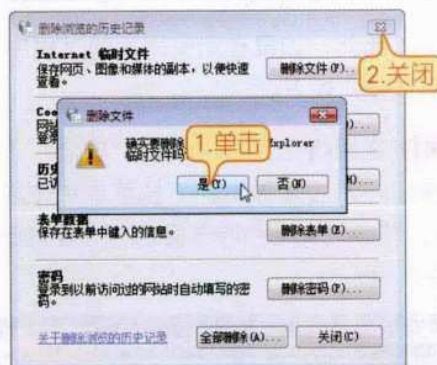 删除浏览的历史记录
Internet 临时文件
保存网页、图像和媒体的副本，以便快速
查看。
删除文件(F)...
2.关闭
删除文件
确实要删除
Explorer
临时文件吗
1.单击
是(Y)
否(N)
表单数据
保存在表单中键入的信息。
删除表单(E)...
密码
登录到以前访问过的网站时自动填写的密
码。
删除密码(P)...
关于删除浏览的历史记录
全部删除(A)...
关闭(C)